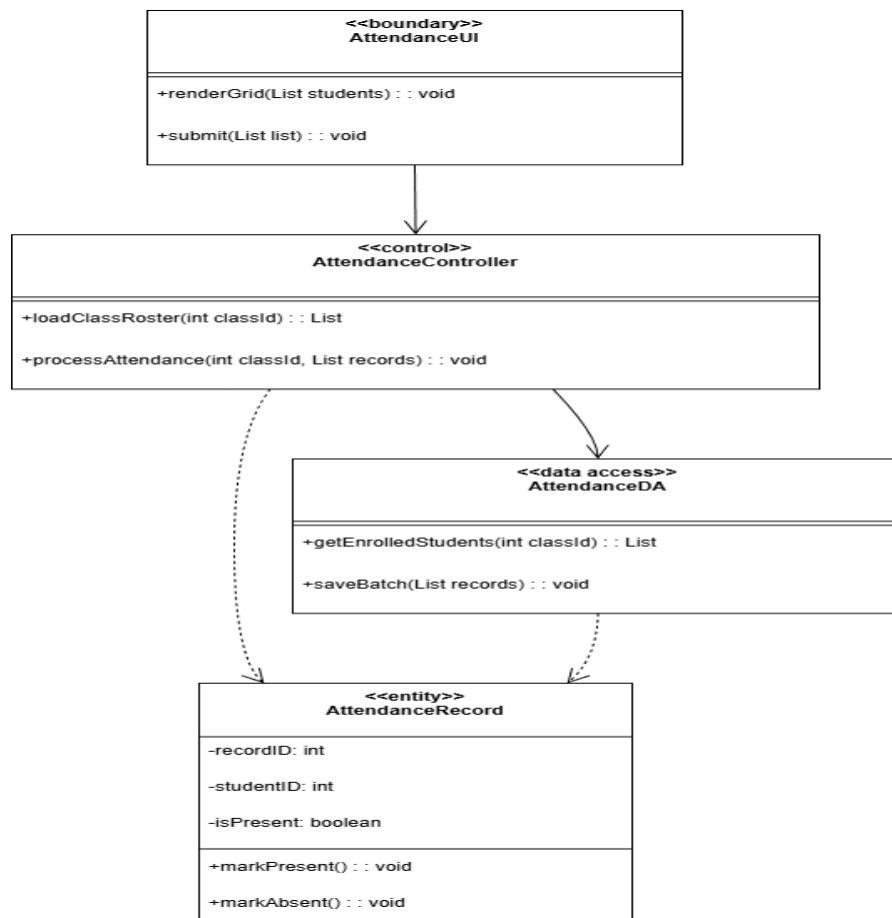 <<boundary>>
AttendanceUI
+renderGrid(List students) : : void
+submit(List list) : : void
<<control>>
AttendanceController
+loadClassRoster(int classId) : : List
+processAttendance(int classId, List records) : : void
<<data access>>
AttendanceDA
+getEnrolledStudents(int classId) : : List
+saveBatch(List records) : : void
<<entity>>
AttendanceRecord
-recordID: int
-studentID: int
-isPresent: boolean
+markPresent() : : void
+markAbsent() : : void